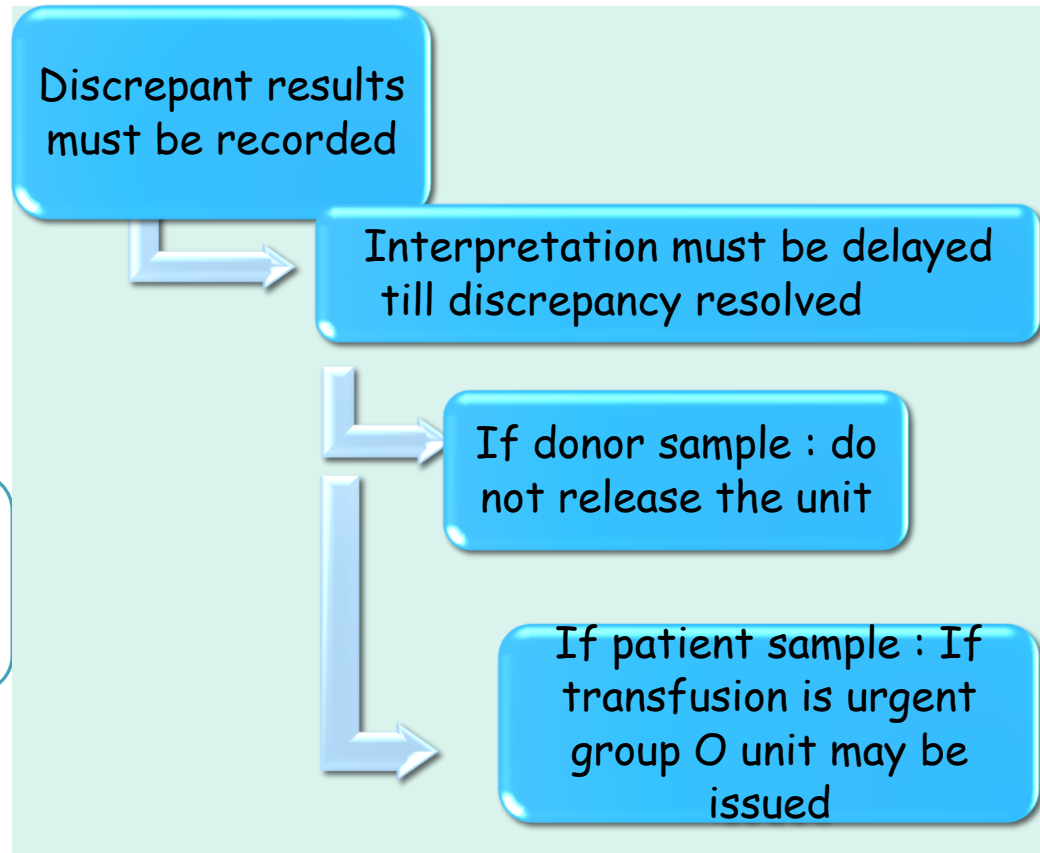 Discrepant results
must be recorded
Interpretation must be delayed
till discrepancy resolved
If donor sample : do
not release the unit
If patient sample : If
transfusion is urgent
group O unit may be
issued